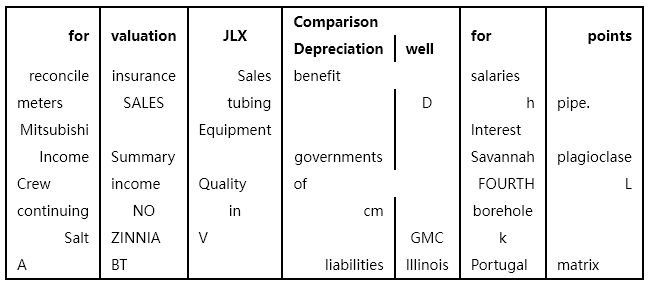 Comparison
for valuation JLX Depreciation well for points
reconcile insurance Sales benefit salaries
meters SALES tubing D h pipe.
Mitsubishi Equipment Interest
Income Summary governments Savannah plagioclase
Crew income Quality of FOURTH L
continuing NO in cm borehole
Salt ZINNIA V GMC k
A BT liabilities Illinois Portugal matrix